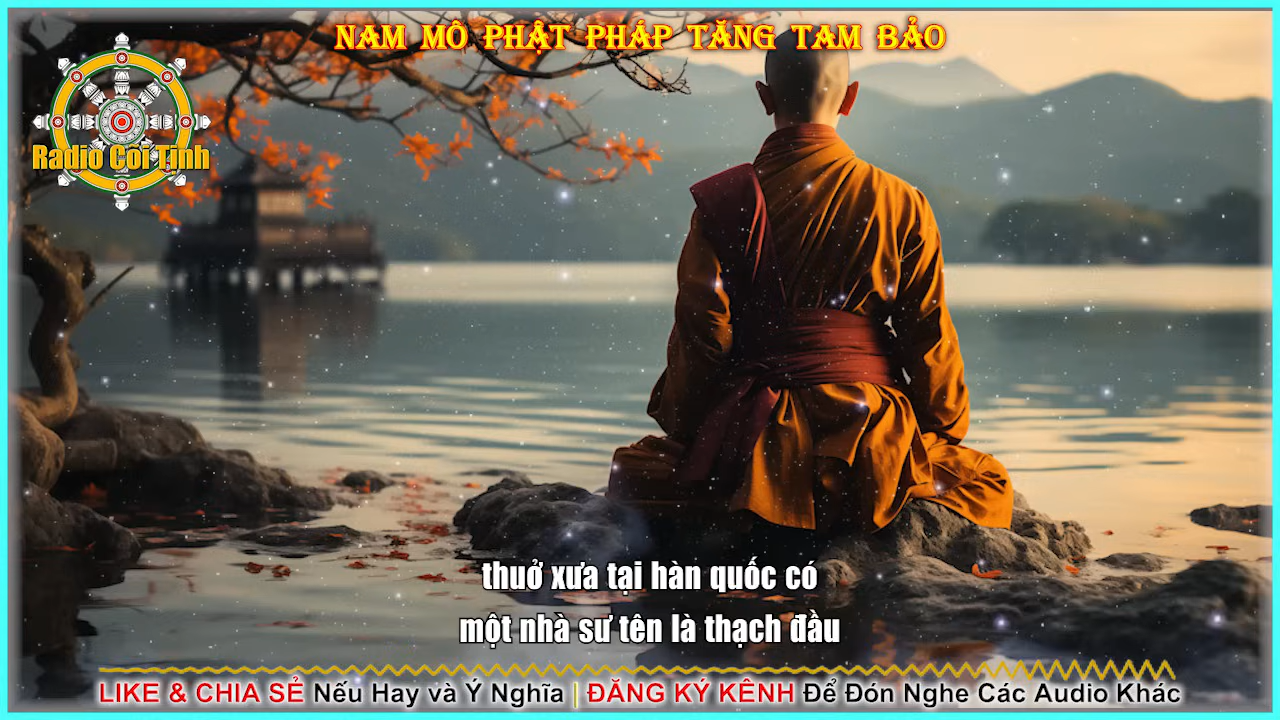 NAM MÔ PHẬT PHÁP TĂNG TAM BẢO
Radio Cõi Tịnh
thuở xưa tại hàn quốc có
một nhà sư tên là thạch đầu
LIKE & CHIA SẺ Nếu Hay và Ý Nghĩa | ĐĂNG KÝ KÊNH Để Đón Nghe Các Audio Khác